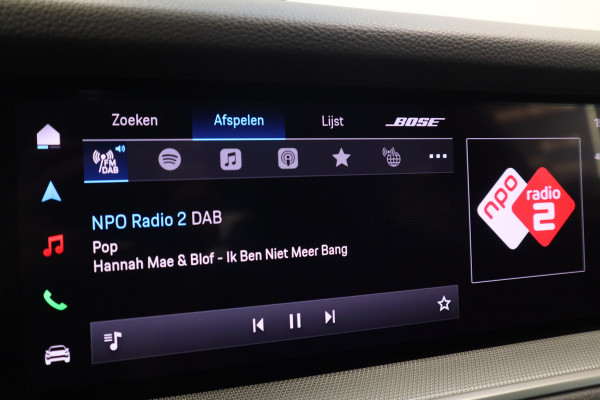 Zoeken Afspelen Lijst BOSE
FM
DAB
NPO Radio 2 DAB
Pop
Hannah Mae & Blof - Ik Ben Niet Meer Bang
npo radio
2